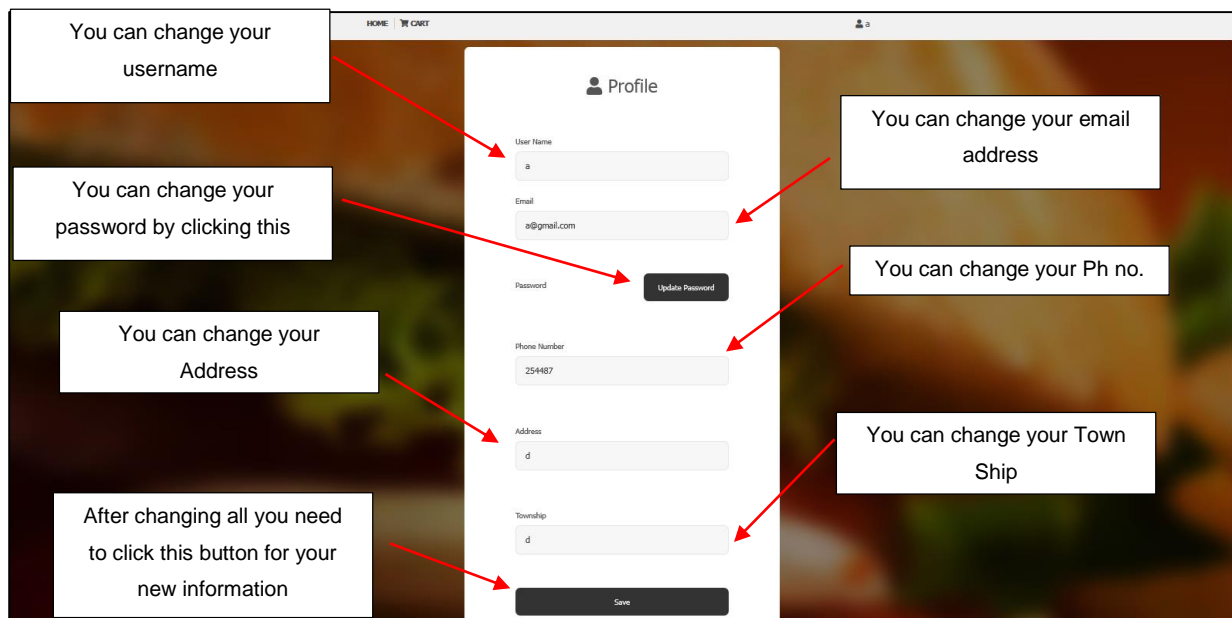 HOME CART a
You can change your
username
Profile
User Name
a
You can change your email
address
You can change your
password by clicking this
Email
a@gmail.com
Password
Update Password
You can change your Ph no.
You can change your
Address
Phone Number
254487
Address
d
You can change your Town
Ship
After changing all you need
to click this button for your
new information
Township
d
Save